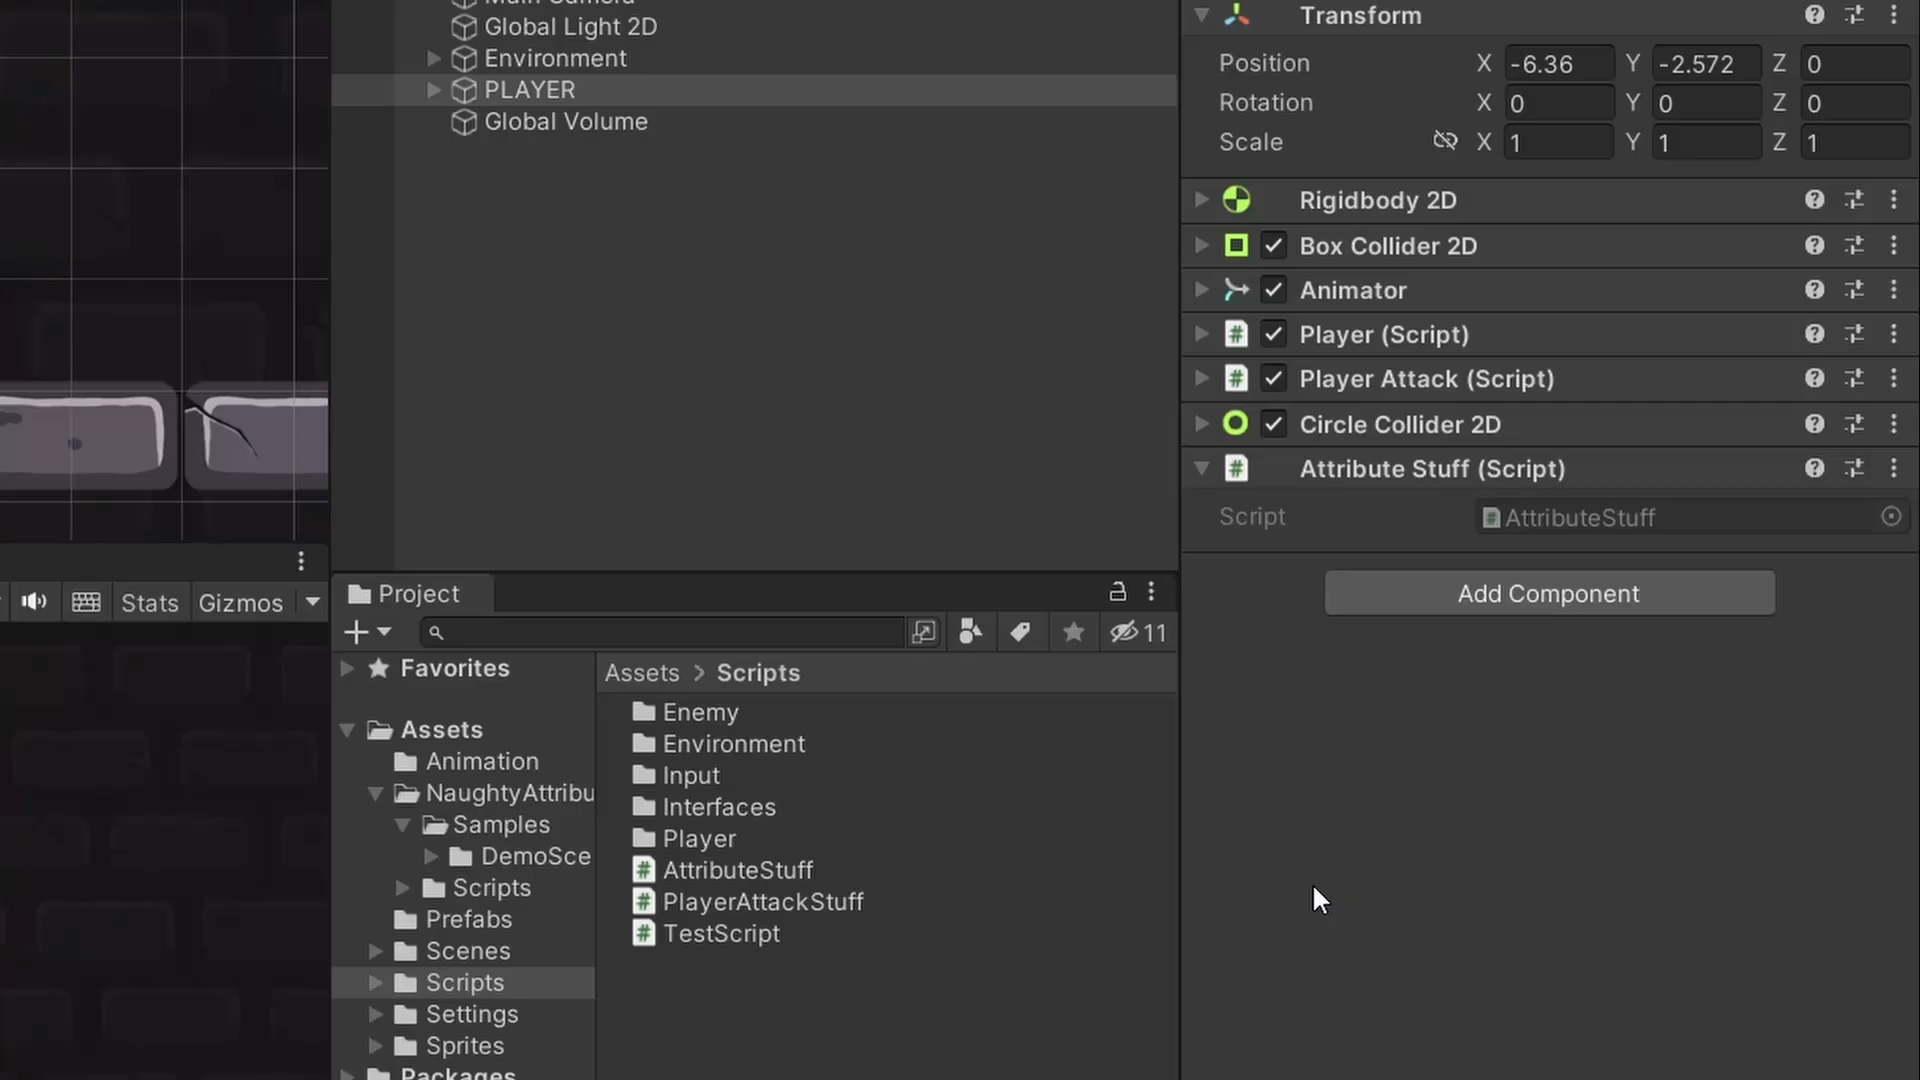 Main Camera
Global Light 2D
Environment
PLAYER
Global Volume
Stats
Gizmos
Project
11
Favorites
Assets
Animation
NaughtyAttribu
Samples
DemoSce
Scripts
Prefabs
Scenes
Scripts
Settings
Sprites
Packages
Assets > Scripts
Enemy
Environment
Input
Interfaces
Player
AttributeStuff
PlayerAttackStuff
TestScript
Transform
Position X -6.36 Y -2.572 Z 0
Rotation X 0 Y 0 Z 0
Scale X 1 Y 1 Z 1
Rigidbody 2D
Box Collider 2D
Animator
Player (Script)
Player Attack (Script)
Circle Collider 2D
Attribute Stuff (Script)
Script AttributeStuff
Add Component